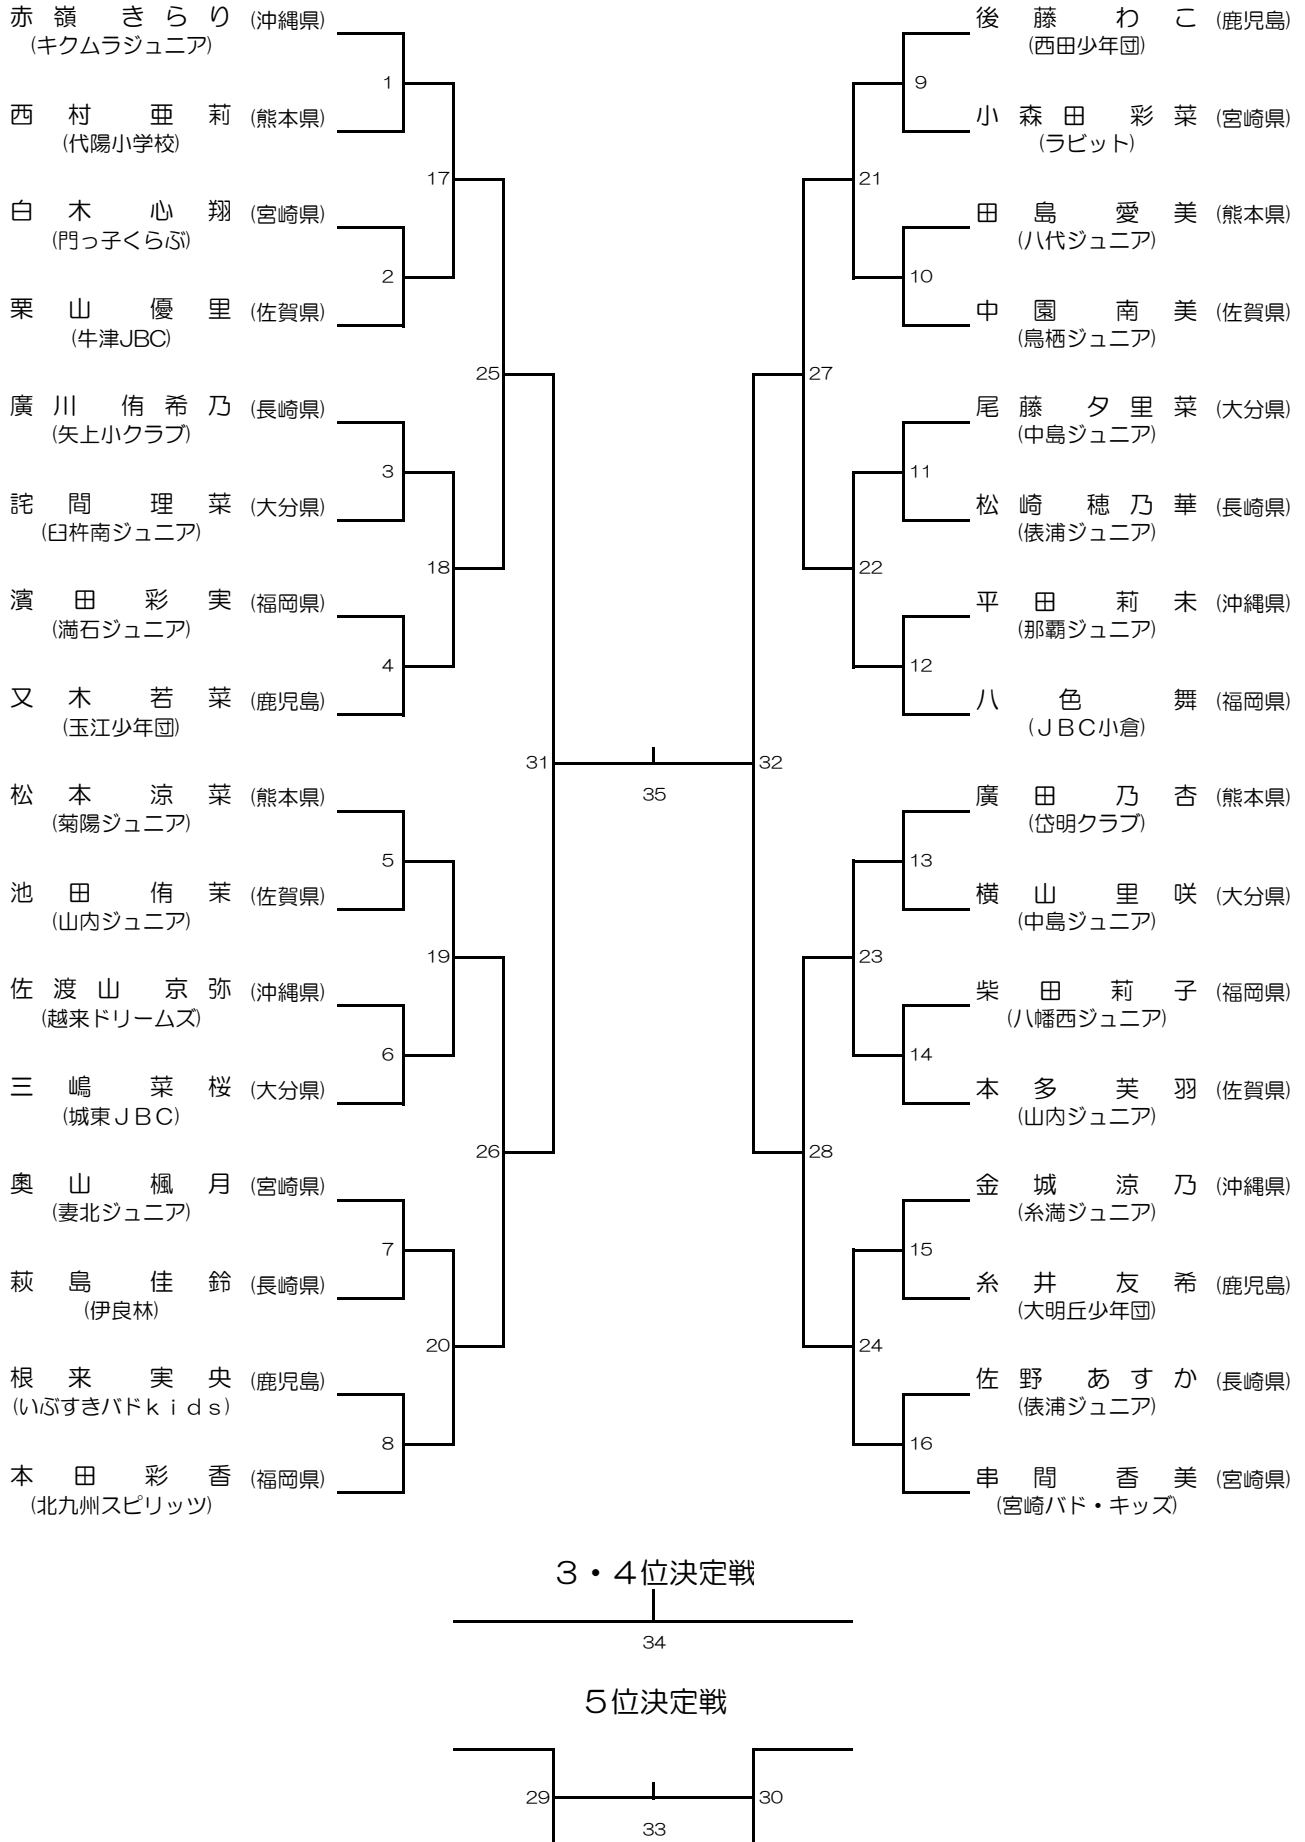 赤嶺 きらり (沖縄県)
(キクムラジュニア)
1
西村 亜莉 (熊本県)
(代陽小学校)
17
白木 心翔 (宮崎県)
(門っ子くらぶ)
2
栗山 優里 (佐賀県)
(牛津JBC)
25
廣川 侑希乃 (長崎県)
(矢上小クラブ)
3
詫間 理菜 (大分県)
(臼杵南ジュニア)
18
濱田 彩実 (福岡県)
(満石ジュニア)
4
又木 若菜 (鹿児島)
(玉江少年団)
31
松本 涼菜 (熊本県)
(菊陽ジュニア)
5
池田 侑茉 (佐賀県)
(山内ジュニア)
19
佐渡山 京弥 (沖縄県)
(越来ドリームズ)
6
三嶋 菜桜 (大分県)
(城東JBC)
26
奥山 楓月 (宮崎県)
(妻北ジュニア)
7
萩島 佳鈴 (長崎県)
(伊良林)
20
根来 実央 (鹿児島)
(いぶすきバドkids)
8
本田 彩香 (福岡県)
(北九州スピリッツ)
35
後藤 わこ (鹿児島)
(西田少年団)
9
小森田 彩菜 (宮崎県)
(ラビット)
21
田島 愛美 (熊本県)
(八代ジュニア)
10
中園 南美 (佐賀県)
(鳥栖ジュニア)
27
尾藤 夕里菜 (大分県)
(中島ジュニア)
11
松崎 穂乃華 (長崎県)
(俵浦ジュニア)
22
平田 莉未 (沖縄県)
(那覇ジュニア)
12
八色 舞 (福岡県)
(JBC小倉)
32
廣田 乃杏 (熊本県)
(岱明クラブ)
13
横山 里咲 (大分県)
(中島ジュニア)
23
柴田 莉子 (福岡県)
(八幡西ジュニア)
14
本多 芙羽 (佐賀県)
(山内ジュニア)
28
金城 涼乃 (沖縄県)
(糸満ジュニア)
15
糸井 友希 (鹿児島)
(大明丘少年団)
24
佐野 あすか (長崎県)
(俵浦ジュニア)
16
串間 香美 (宮崎県)
(宮崎バド・キッズ)
3・4位決定戦
34
5位決定戦
29
30
33